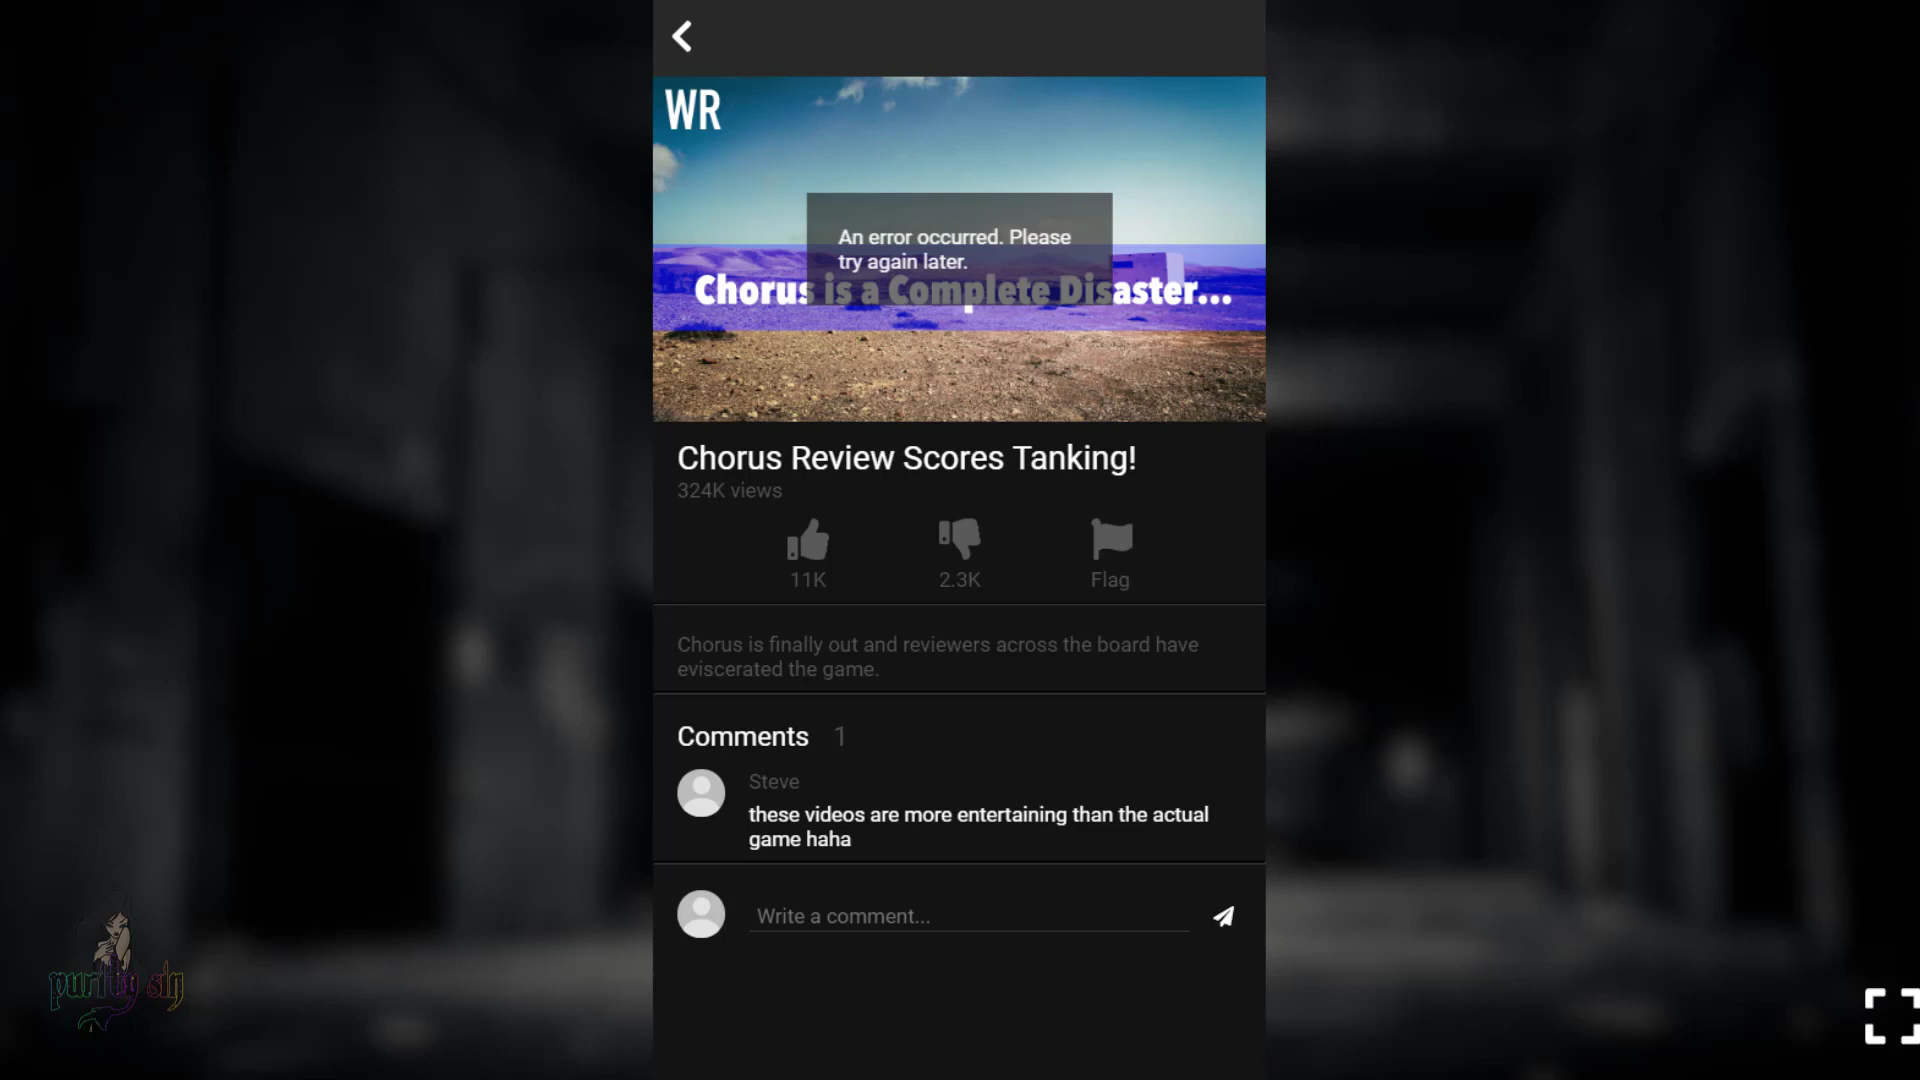 WR
An error occurred. Please
try again later.
Chorus is a Complete Disaster...
Chorus Review Scores Tanking!
324K views
11K
2.3K
Flag
Chorus is finally out and reviewers across the board have
eviscerated the game.
Comments 1
Steve
these videos are more entertaining than the actual
game haha
Write a comment...
purity sin